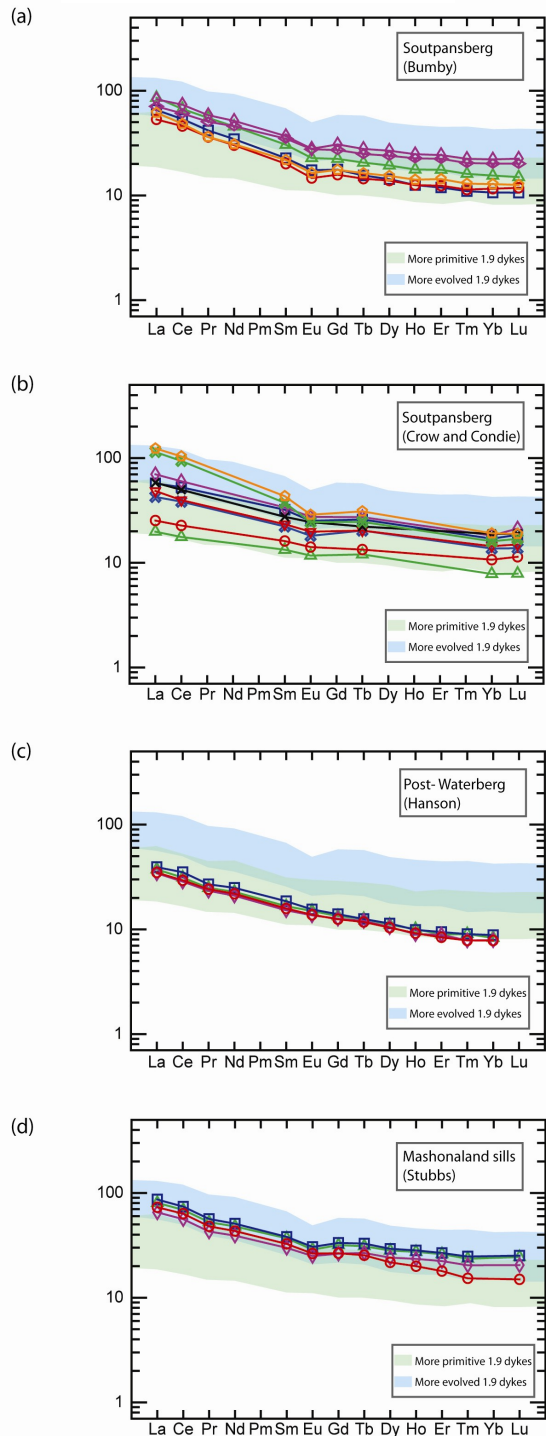 (a)
Soutpansberg
(Bumby)
100
10
1
More primitive 1.9 dykes
More evolved 1.9 dykes
La Ce Pr Nd Pm Sm Eu Gd Tb Dy Ho Er Tm Yb Lu
(b)
Soutpansberg
(Crow and Condie)
100
10
1
More primitive 1.9 dykes
More evolved 1.9 dykes
La Ce Pr Nd Pm Sm Eu Gd Tb Dy Ho Er Tm Yb Lu
(c)
Post- Waterberg
(Hanson)
100
10
1
More primitive 1.9 dykes
More evolved 1.9 dykes
La Ce Pr Nd Pm Sm Eu Gd Tb Dy Ho Er Tm Yb Lu
(d)
Mashonaland sills
(Stubbs)
100
10
1
More primitive 1.9 dykes
More evolved 1.9 dykes
La Ce Pr Nd Pm Sm Eu Gd Tb Dy Ho Er Tm Yb Lu